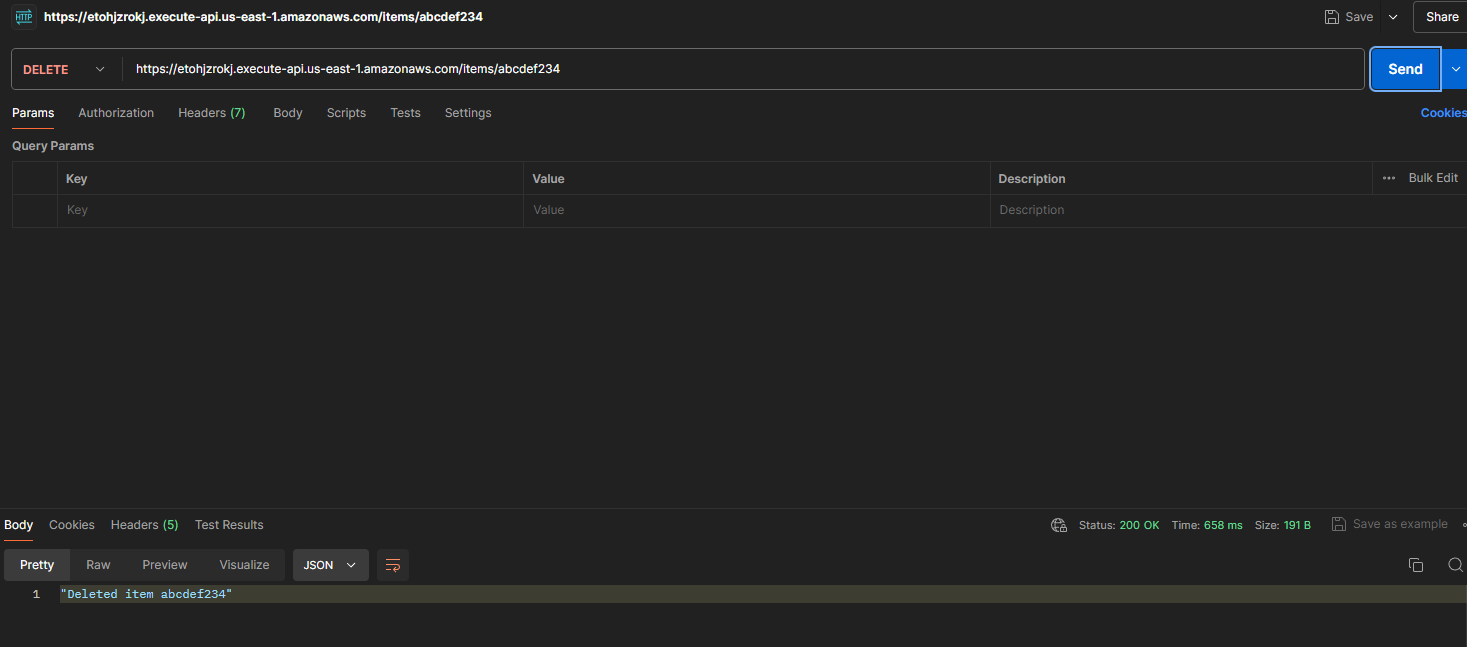 HTTP https://etohjzrokj.execute-api.us-east-1.amazonaws.com/items/abcdef234 Save Share
DELETE https://etohjzrokj.execute-api.us-east-1.amazonaws.com/items/abcdef234 Send
Params Authorization Headers (7) Body Scripts Tests Settings Cookies
Query Params
Key Value Description ••• Bulk Edit
Key Value Description
Body Cookies Headers (5) Test Results Status: 200 OK Time: 658 ms Size: 191 B Save as example
Pretty Raw Preview Visualize JSON
1 "Deleted item abcdef234"